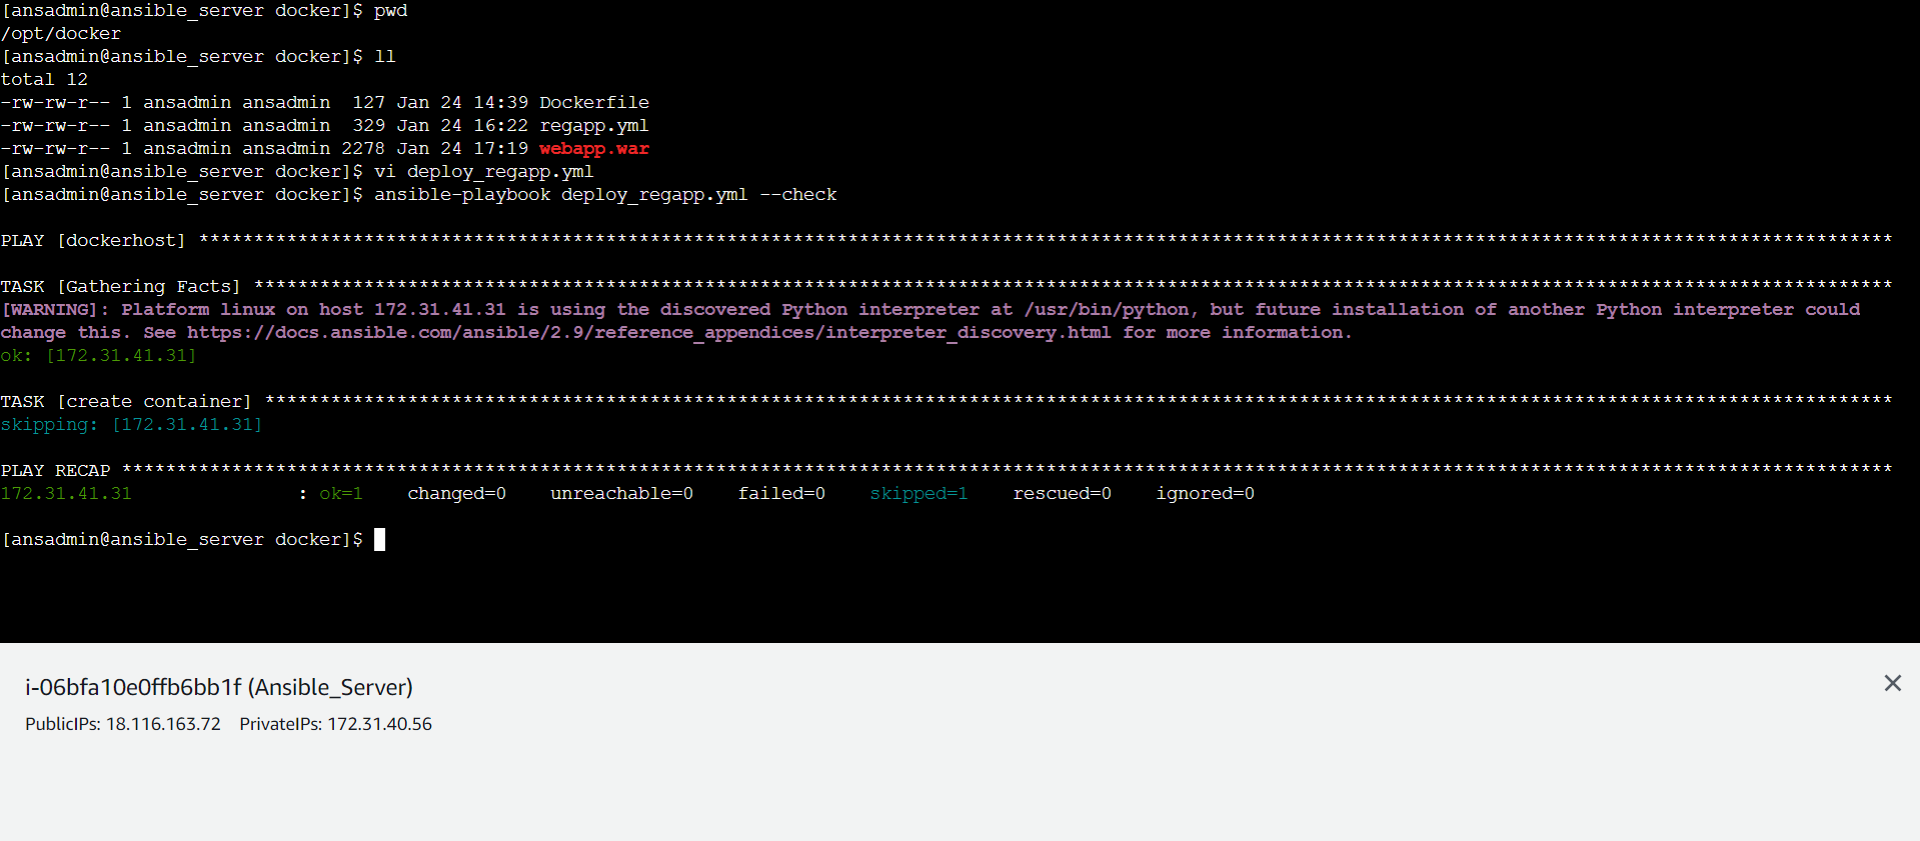 [ansadmin@ansible_server docker]$ pwd
/opt/docker
[ansadmin@ansible_server docker]$ ll
total 12
-rw-rw-r-- 1 ansadmin ansadmin  127 Jan 24 14:39 Dockerfile
-rw-rw-r-- 1 ansadmin ansadmin  329 Jan 24 16:22 regapp.yml
-rw-rw-r-- 1 ansadmin ansadmin 2278 Jan 24 17:19 webapp.war
[ansadmin@ansible_server docker]$ vi deploy_regapp.yml
[ansadmin@ansible_server docker]$ ansible-playbook deploy_regapp.yml --check
PLAY [dockerhost] **********************************************************************************************************************************************************
TASK [Gathering Facts] *****************************************************************************************************************************************************
[WARNING]: Platform linux on host 172.31.41.31 is using the discovered Python interpreter at /usr/bin/python, but future installation of another Python interpreter could
change this. See https://docs.ansible.com/ansible/2.9/reference_appendices/interpreter_discovery.html for more information.
ok: [172.31.41.31]
TASK [create container] ****************************************************************************************************************************************************
skipping: [172.31.41.31]
PLAY RECAP *****************************************************************************************************************************************************************
172.31.41.31               : ok=1    changed=0    unreachable=0    failed=0    skipped=1    rescued=0    ignored=0
[ansadmin@ansible_server docker]$
i-06bfa10e0ffb6bb1f (Ansible_Server)
PublicIPs: 18.116.163.72   PrivateIPs: 172.31.40.56